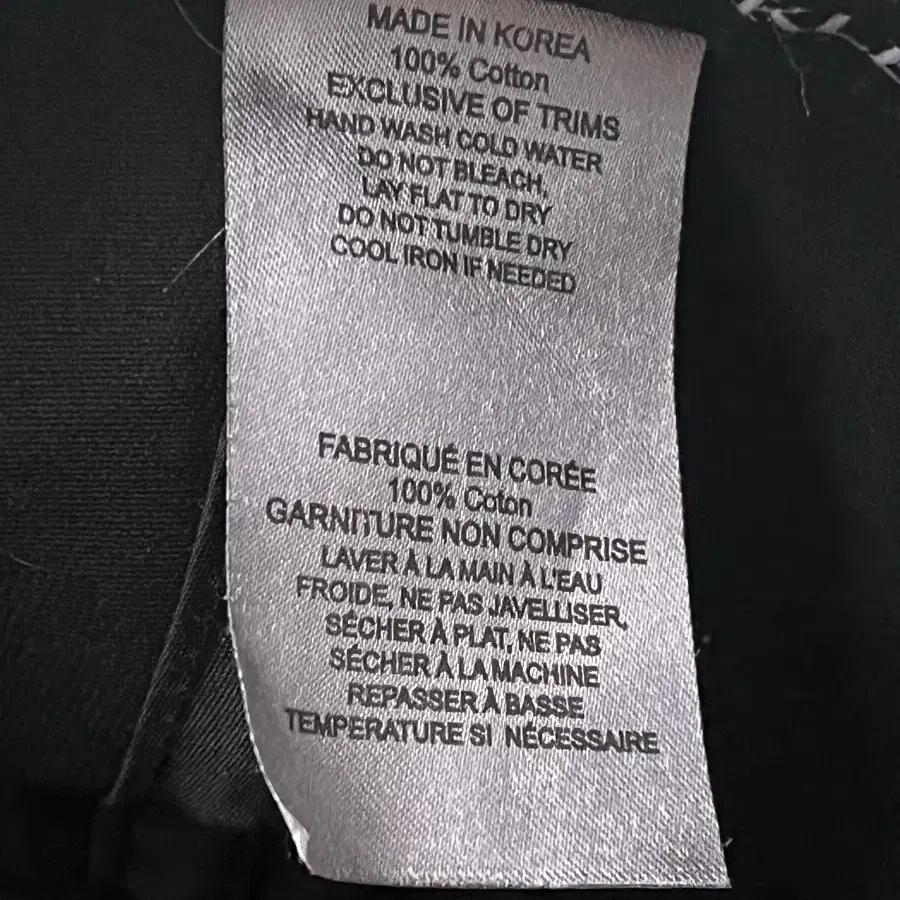 MADE IN KOREA
100% Cotton
EXCLUSIVE OF TRIMS
HAND WASH COLD WATER
DO NOT BLEACH,
LAY FLAT TO DRY
DO NOT TUMBLE DRY
COOL IRON IF NEEDED
FABRIQUÉ EN CORÉE
100% Coton
GARNITURE NON COMPRISE
LAVER À LA MAIN À L'EAU
FROIDE, NE PAS JAVELLISER,
SÉCHER À PLAT, NE PAS
SÉCHER À LA MACHINE
REPASSER À BASSE
TEMPERATURE SI NÉCESSAIRE